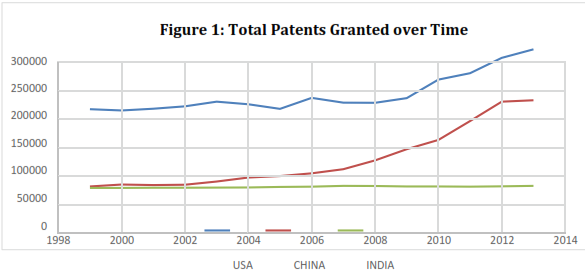 Figure 1: Total Patents Granted over Time
300000
250000
200000
150000
100000
50000
0
1998 2000 2002 2004 2006 2008 2010 2012 2014
USA CHINA INDIA